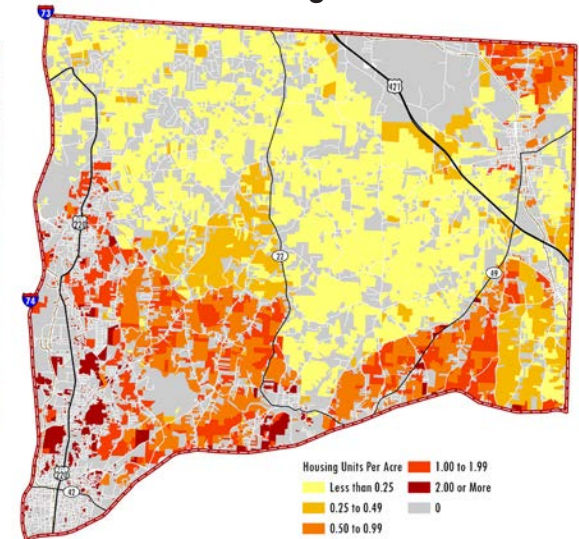 73
421
220
22
49
74
Housing Units Per Acre
Less than 0.25
0.25 to 0.49
0.50 to 0.99
1.00 to 1.99
2.00 or More
0
42